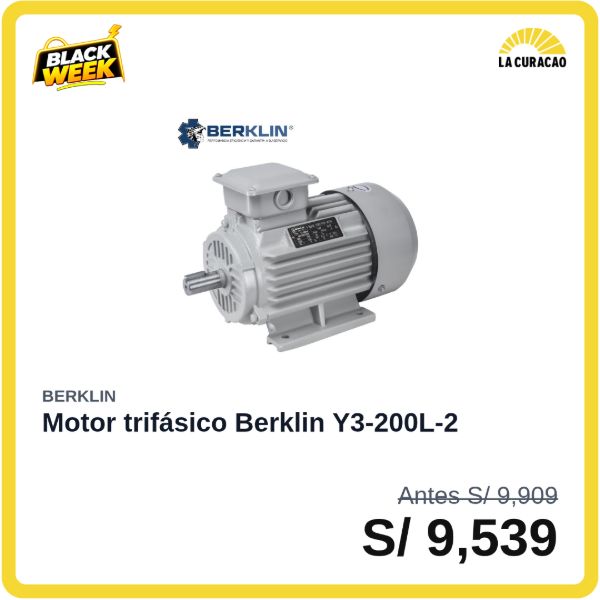 BLACK
WEEK
LA CURACAO
BERKLIN®
BERKLIN
Motor trifásico Berklin Y3-200L-2
Antes S/ 9,909
S/ 9,539